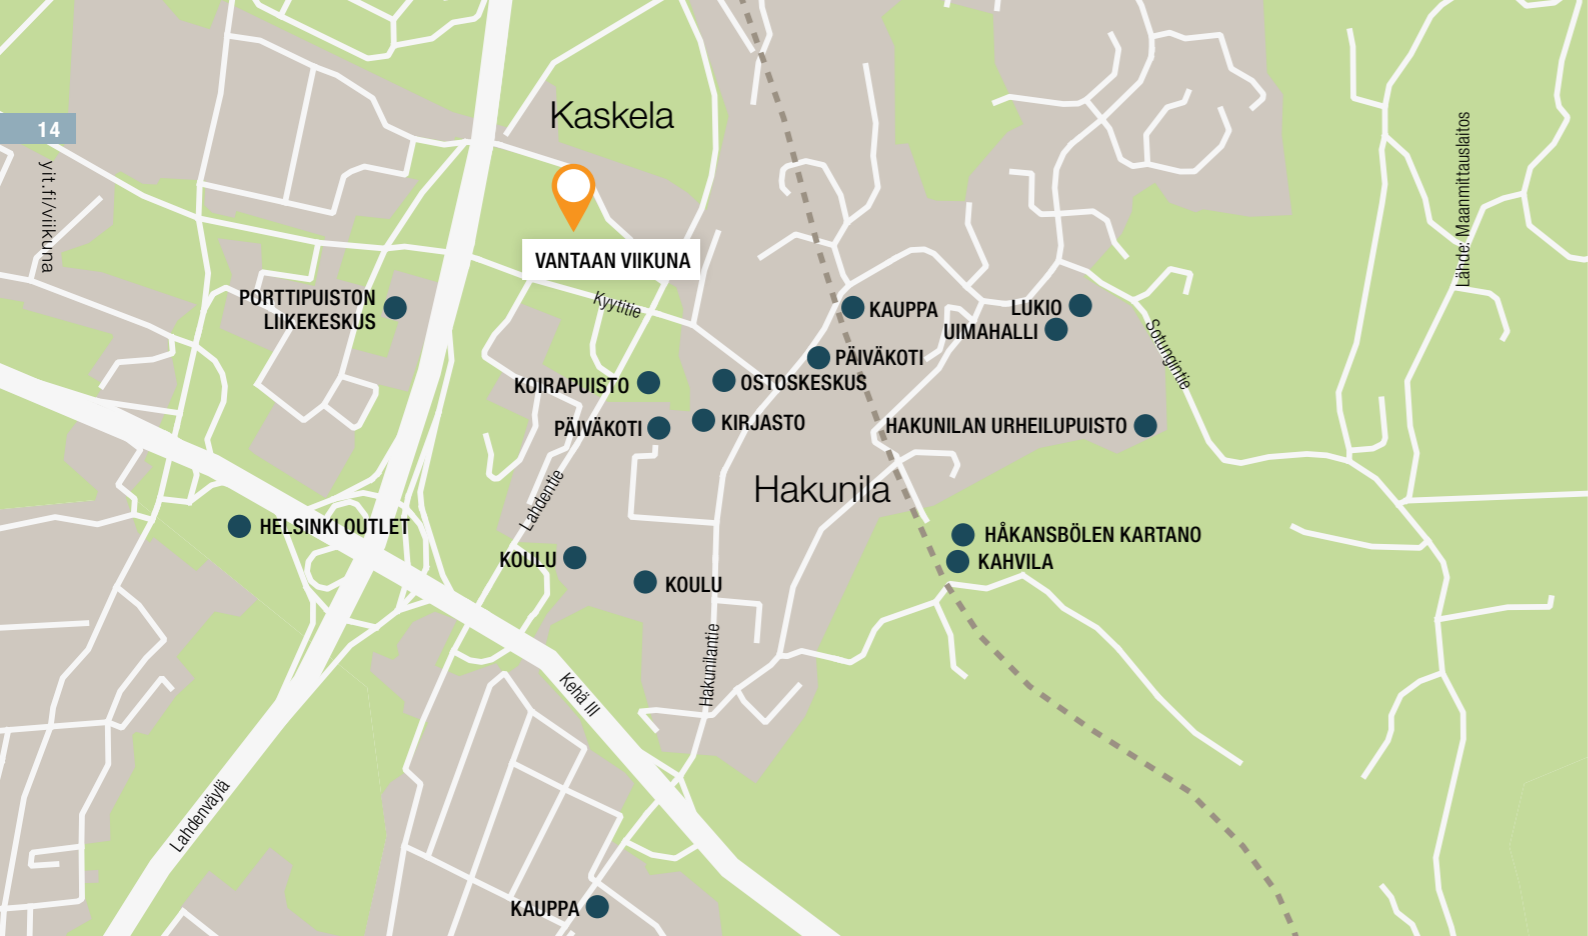 14
yit.fi/viikuna
Kaskela
VANTAAN VIIKUNA
Kyytitie
PORTTIPUISTON
LIIKEKESKUS
KAUPPA
LUKIO
UIMAHALLI
Sotungintie
Lähde: Maanmittauslaitos
PÄIVÄKOTI
KOIRAPUISTO
OSTOSKESKUS
PÄIVÄKOTI
KIRJASTO
HAKUNILAN URHEILUPUISTO
Hakunila
Lahdentie
HELSINKI OUTLET
HÅKANSBÖLEN KARTANO
KOULU
KAHVILA
KOULU
Hakunilantie
Kehä III
Lahdenväylä
KAUPPA